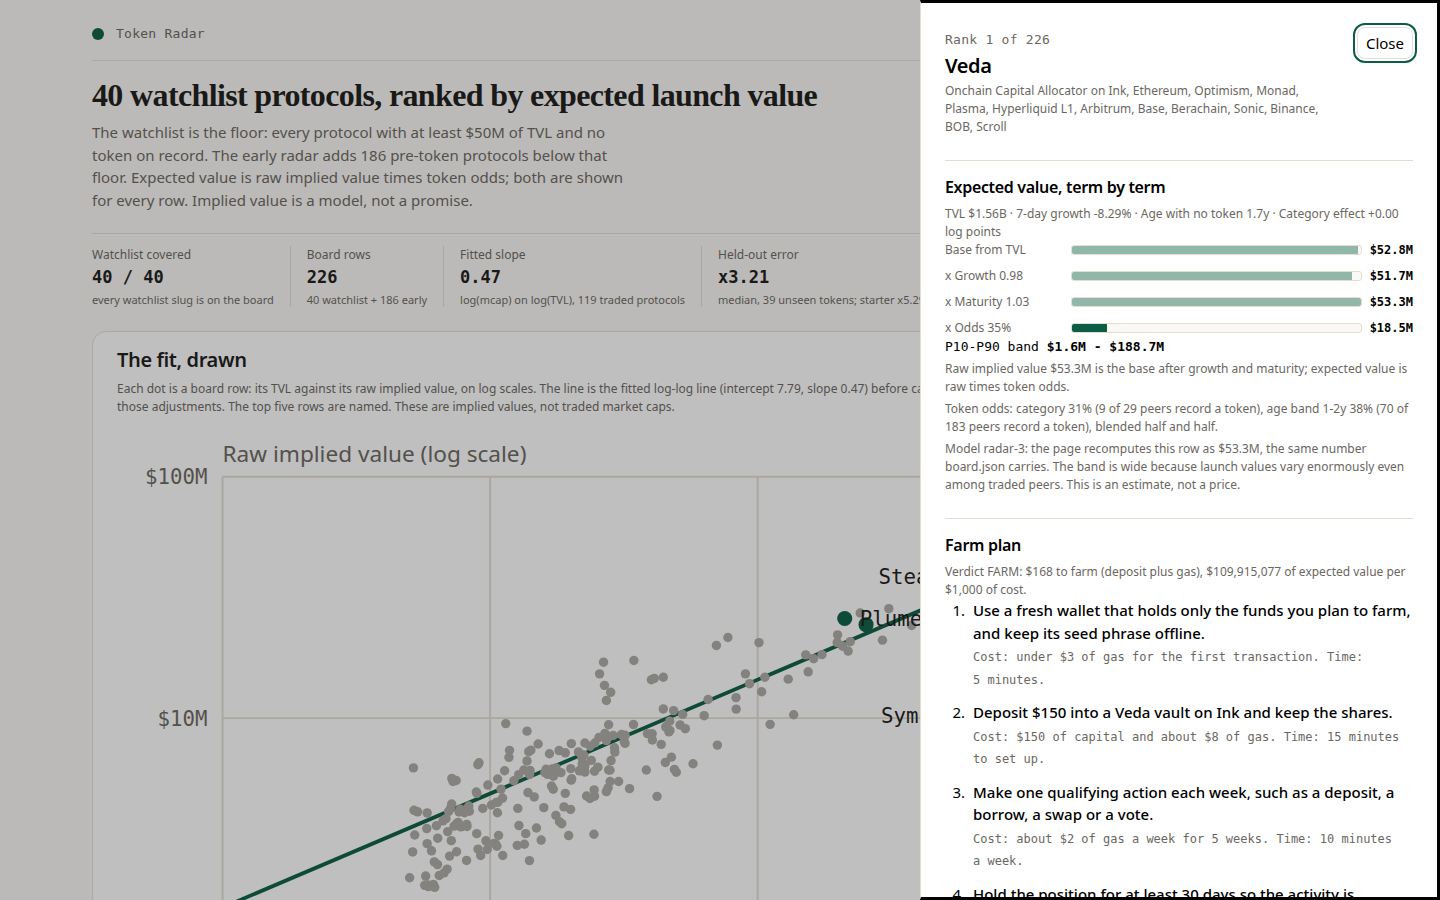 Token Radar
40 watchlist protocols, ranked by expected launch value
The watchlist is the floor: every protocol with at least $50M of TVL and no
token on record. The early radar adds 186 pre-token protocols below that
floor. Expected value is raw implied value times token odds; both are shown
for every row. Implied value is a model, not a promise.
Watchlist covered
40 / 40
every watchlist slug is on the board
Board rows
226
40 watchlist + 186 early
Fitted slope
0.47
log(mcap) on log(TVL), 119 traded protocols
Held-out error
x3.21
median, 39 unseen tokens; starter x5.2
The fit, drawn
Each dot is a board row: its TVL against its raw implied value, on log scales. The line is the fitted log-log line (intercept 7.79, slope 0.47) before
those adjustments. The top five rows are named. These are implied values, not traded market caps.
Raw implied value (log scale)
$100M
$10M
Stea
Plume
Sym
Rank 1 of 226
Close
Veda
Onchain Capital Allocator on Ink, Ethereum, Optimism, Monad,
Plasma, Hyperliquid L1, Arbitrum, Base, Berachain, Sonic, Binance,
BOB, Scroll
Expected value, term by term
TVL $1.56B · 7-day growth -8.29% · Age with no token 1.7y · Category effect +0.00
log points
Base from TVL $52.8M
x Growth 0.98 $51.7M
x Maturity 1.03 $53.3M
x Odds 35% $18.5M
P10-P90 band $1.6M - $188.7M
Raw implied value $53.3M is the base after growth and maturity; expected value is
raw times token odds.
Token odds: category 31% (9 of 29 peers record a token), age band 1-2y 38% (70 of
183 peers record a token), blended half and half.
Model radar-3: the page recomputes this row as $53.3M, the same number
board.json carries. The band is wide because launch values vary enormously even
among traded peers. This is an estimate, not a price.
Farm plan
Verdict FARM: $168 to farm (deposit plus gas), $109,915,077 of expected value per
$1,000 of cost.
1. Use a fresh wallet that holds only the funds you plan to farm,
and keep its seed phrase offline.
Cost: under $3 of gas for the first transaction. Time:
5 minutes.
2. Deposit $150 into a Veda vault on Ink and keep the shares.
Cost: $150 of capital and about $8 of gas. Time: 15 minutes
to set up.
3. Make one qualifying action each week, such as a deposit, a
borrow, a swap or a vote.
Cost: about $2 of gas a week for 5 weeks. Time: 10 minutes
a week.
4. Hold the position for at least 30 days so the activity is